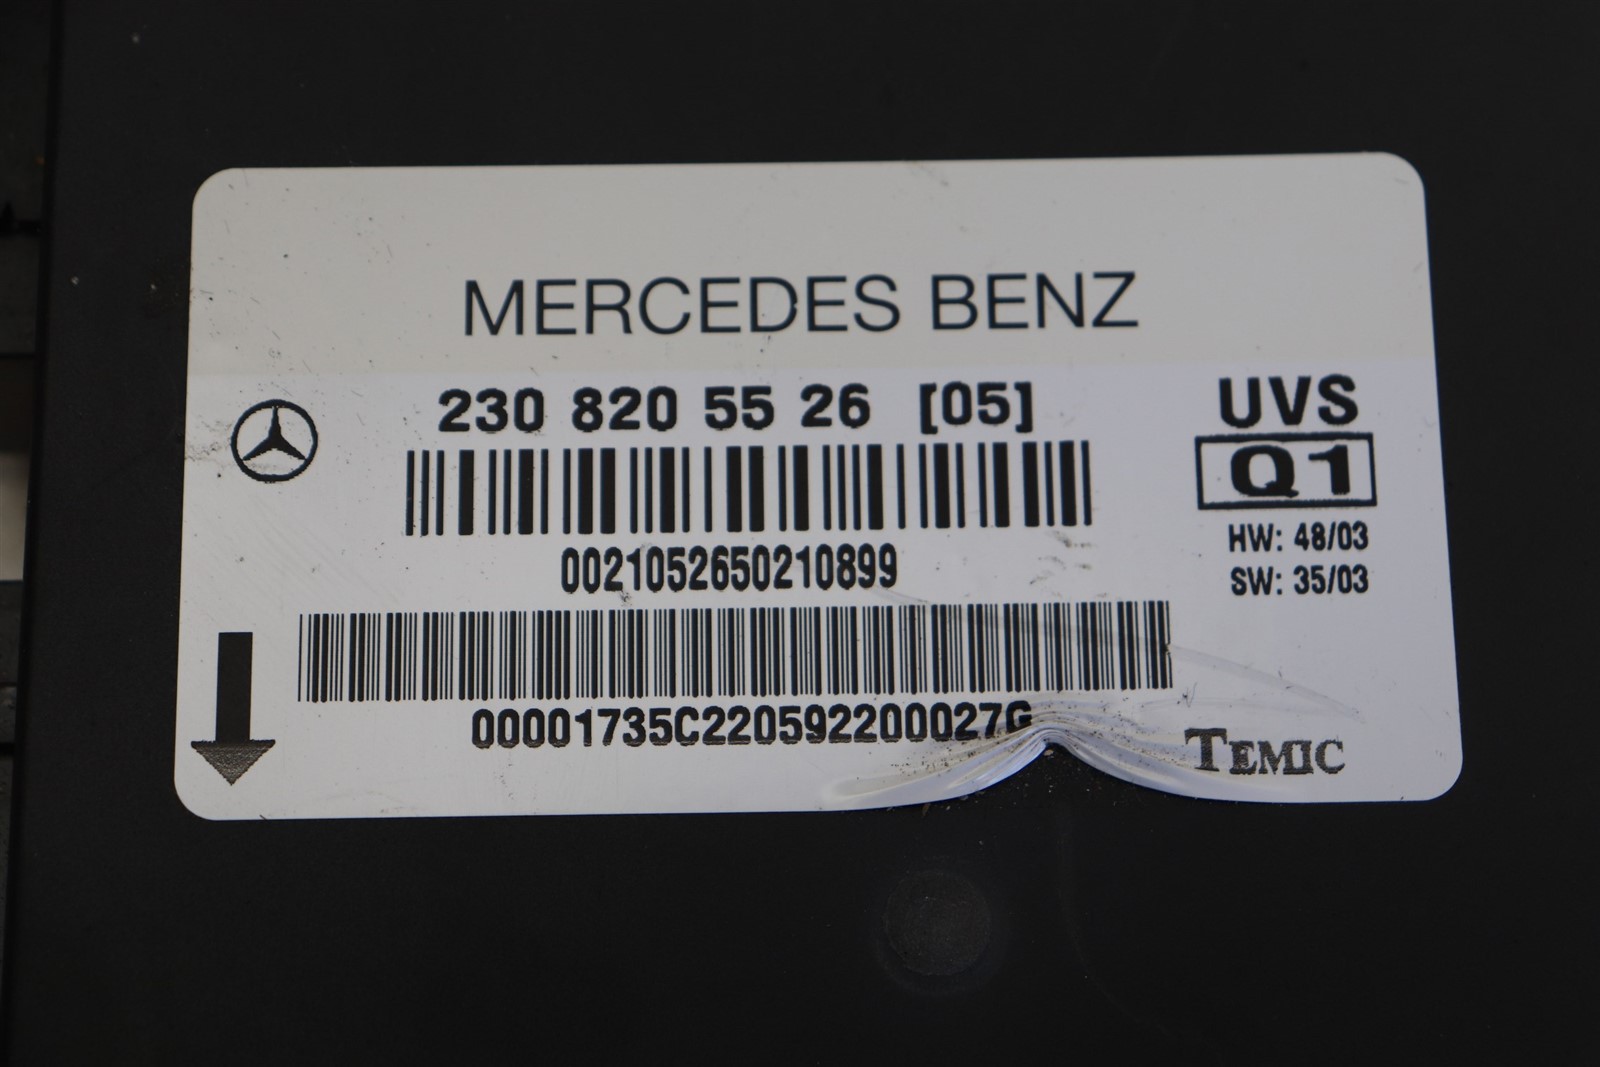 MERCEDES BENZ
230 820 55 26 [05]
UVS
Q1
HW: 48/03
SW: 35/03
0021052650210899
00001735C220592200027G
TEMIC